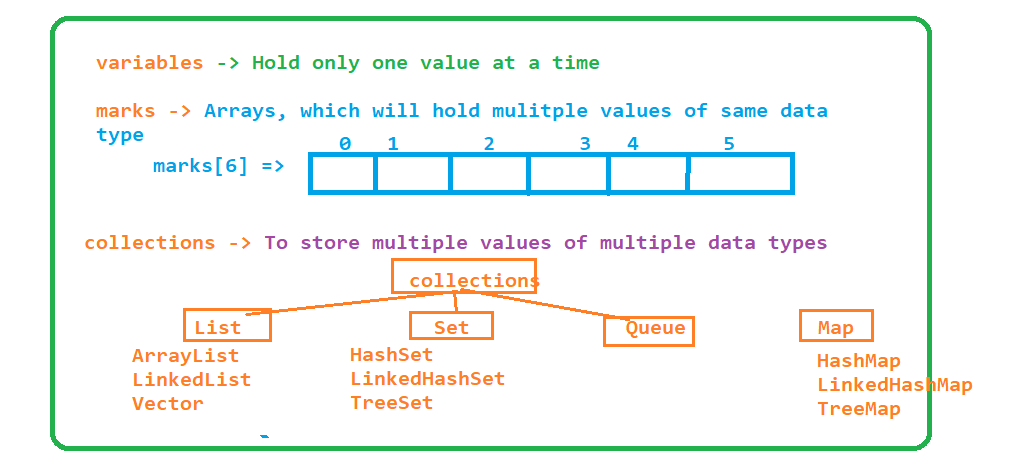 variables -> Hold only one value at a time
marks -> Arrays, which will hold mulitple values of same data
type
0 1 2 3 4 5
marks[6] =>
collections -> To store multiple values of multiple data types
collections
List Set Queue Map
ArrayList
LinkedList
Vector
HashSet
LinkedHashSet
TreeSet
HashMap
LinkedHashMap
TreeMap